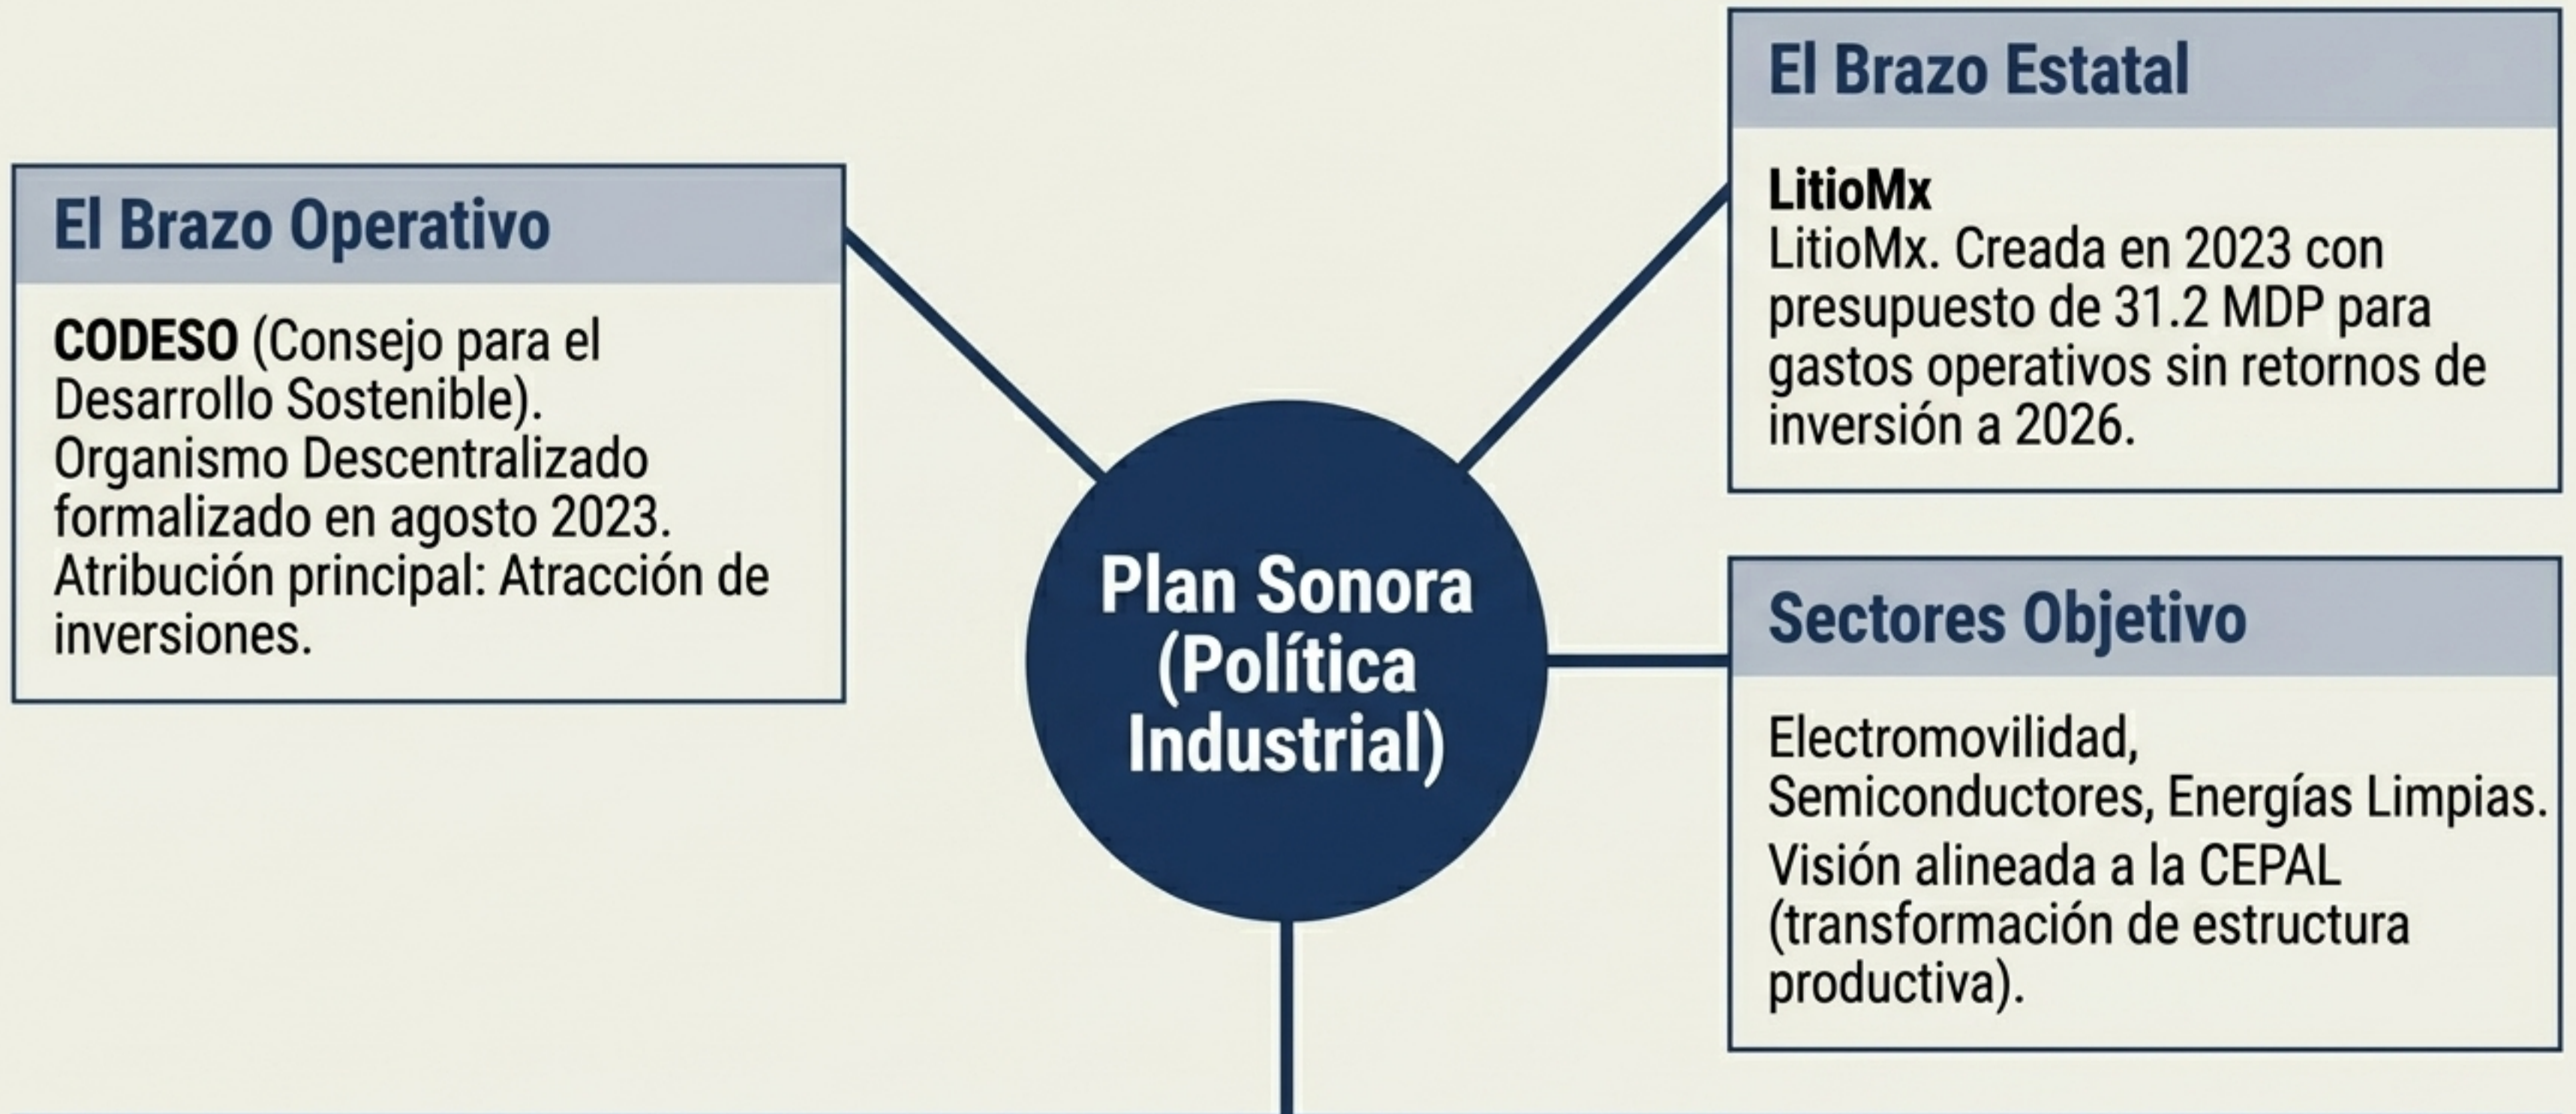 El Brazo Operativo
CODESO (Consejo para el
Desarrollo Sostenible).
Organismo Descentralizado
formalizado en agosto 2023.
Atribución principal: Atracción de
inversiones.
Plan Sonora
(Política
Industrial)
El Brazo Estatal
LitioMx
LitioMx. Creada en 2023 con
presupuesto de 31.2 MDP para
gastos operativos sin retornos de
inversión a 2026.
Sectores Objetivo
Electromovilidad,
Semiconductores, Energías Limpias.
Visión alineada a la CEPAL
(transformación de estructura
productiva).